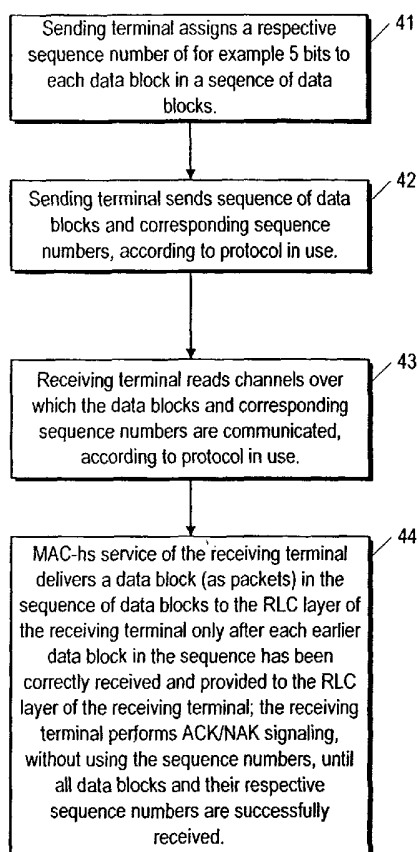 Sending terminal assigns a respective
sequence number of for example 5 bits to
each data block in a seqence of data
blocks.
41
Sending terminal sends sequence of data
blocks and corresponding sequence
numbers, according to protocol in use.
42
Receiving terminal reads channels over
which the data blocks and corresponding
sequence numbers are communicated,
according to protocol in use.
43
MAC-hs service of the receiving terminal
delivers a data block (as packets) in the
sequence of data blocks to the RLC layer of
the receiving terminal only after each earlier
data block in the sequence has been
correctly received and provided to the RLC
layer of the receiving terminal; the receiving
terminal performs ACK/NAK signaling,
without using the sequence numbers, until
all data blocks and their respective
sequence numbers are successfully
received.
44